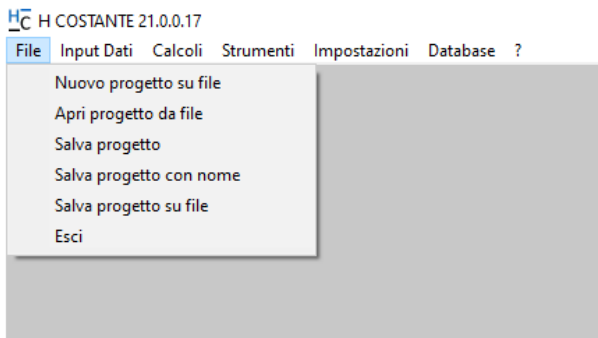 HC H COSTANTE 21.0.0.17
File Input Dati Calcoli Strumenti Impostazioni Database ?
Nuovo progetto su file
Apri progetto da file
Salva progetto
Salva progetto con nome
Salva progetto su file
Esci